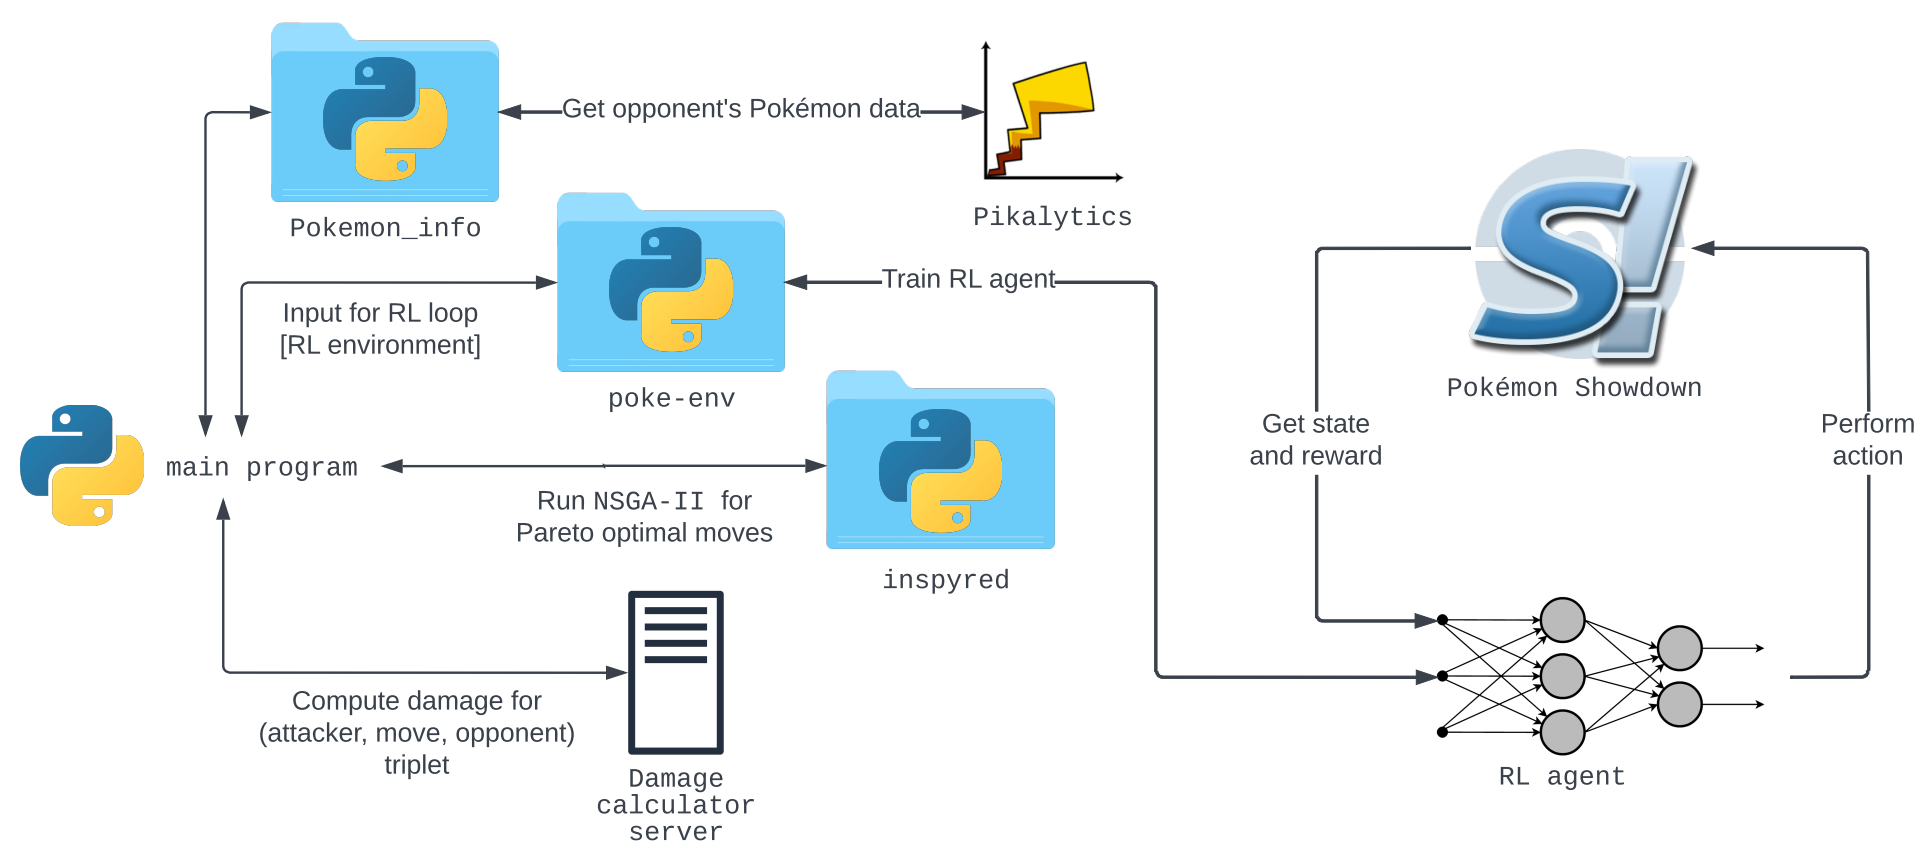 Get opponent's Pokémon data
Pokemon_info
Pikalytics
Train RL agent
Input for RL loop
[RL environment]
poke-env
Pokémon Showdown
Get state
and reward
Perform
action
main program
Run NSGA-II for
Pareto optimal moves
inspyred
Compute damage for
(attacker, move, opponent)
triplet
Damage
calculator
server
RL agent
S!